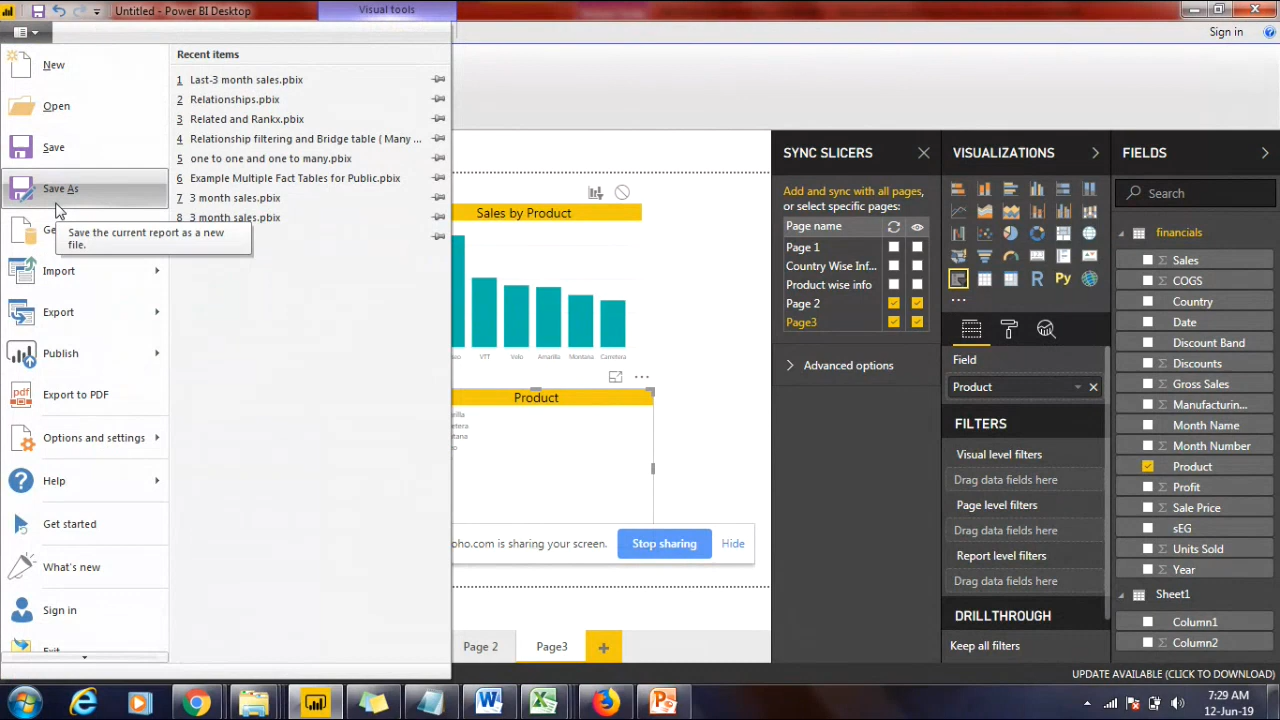 Untitled - Power BI Desktop
Visual tools
Sign in
New
Open
Save
Save As
Save the current report as a new
file.
Import
Export
Publish
Export to PDF
Options and settings
Help
Get started
What's new
Sign in
Recent items
1 Last-3 month sales.pbix
2 Relationships.pbix
3 Related and Rankx.pbix
4 Relationship filtering and Bridge table ( Many ...
5 one to one and one to many.pbix
6 Example Multiple Fact Tables for Public.pbix
7 3 month sales.pbix
8 3 month sales.pbix
Sales by Product
VTT Velo Amarilla Montana Carretera
Product
oho.com is sharing your screen.
Stop sharing
Hide
Page 2
Page3
+
SYNC SLICERS
Add and sync with all pages,
or select specific pages:
Page name
Page 1
Country Wise Inf...
Product wise info
Page 2
Page3
Advanced options
VISUALIZATIONS
R
Py
...
Field
Product
FILTERS
Visual level filters
Drag data fields here
Page level filters
Drag data fields here
Report level filters
Drag data fields here
DRILLTHROUGH
Keep all filters
FIELDS
Search
financials
Σ Sales
Σ COGS
Country
Date
Discount Band
Σ Discounts
Σ Gross Sales
Σ Manufacturin...
Month Name
Σ Month Number
Product
Σ Profit
Σ Sale Price
Σ sEG
Σ Units Sold
Σ Year
Sheet1
Σ Column1
Σ Column2
UPDATE AVAILABLE (CLICK TO DOWNLOAD)
7:29 AM
12-Jun-19